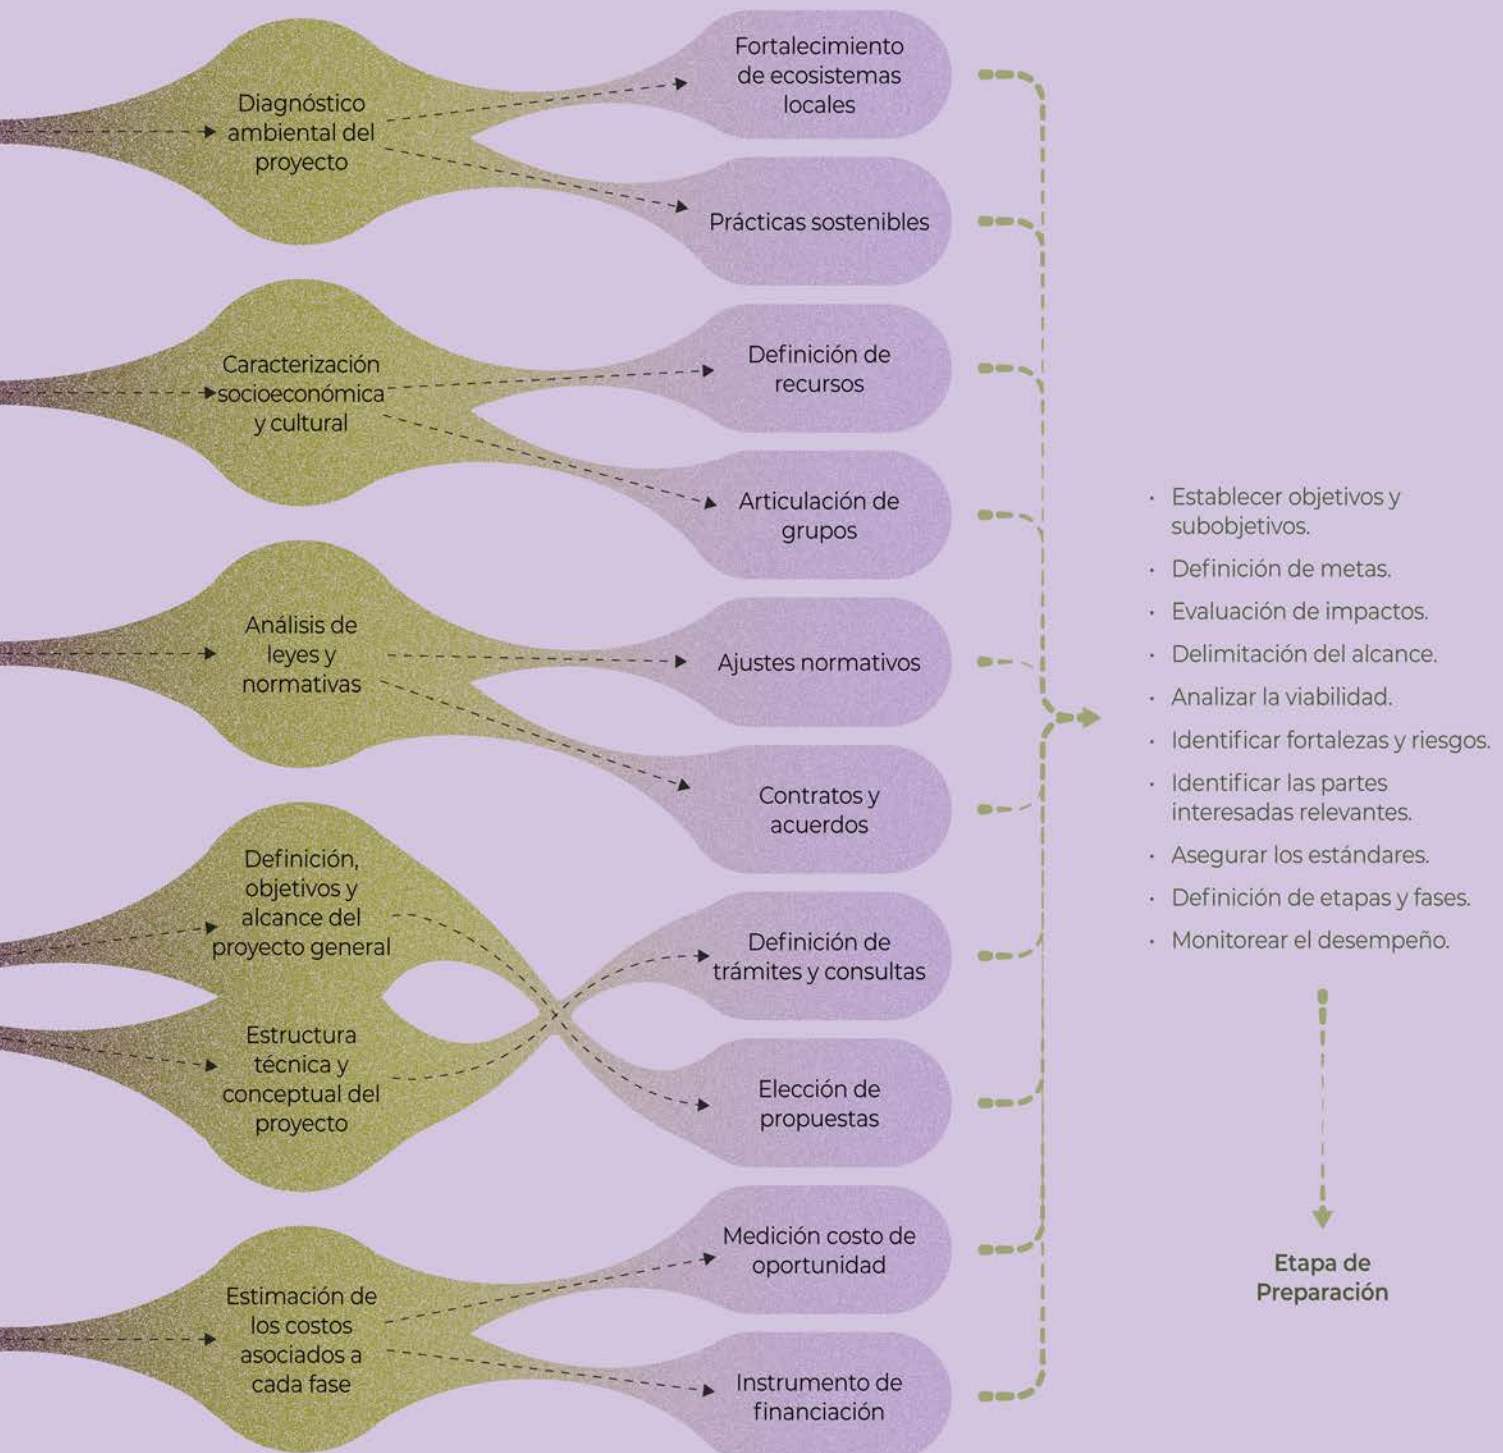 Diagnóstico
ambiental del
proyecto
Fortalecimiento
de ecosistemas
locales
Prácticas sostenibles
Caracterización
socioeconómica
y cultural
Definición de
recursos
Articulación de
grupos
Análisis de
leyes y
normativas
Ajustes normativos
Contratos y
acuerdos
Definición,
objetivos y
alcance del
proyecto general
Estructura
técnica y
conceptual del
proyecto
Definición de
trámites y consultas
Elección de
propuestas
Estimación de
los costos
asociados a
cada fase
Medición costo de
oportunidad
Instrumento de
financiación
· Establecer objetivos y
subobjetivos.
· Definición de metas.
· Evaluación de impactos.
· Delimitación del alcance.
· Analizar la viabilidad.
· Identificar fortalezas y riesgos.
· Identificar las partes
interesadas relevantes.
· Asegurar los estándares.
· Definición de etapas y fases.
· Monitorear el desempeño.
Etapa de
Preparación